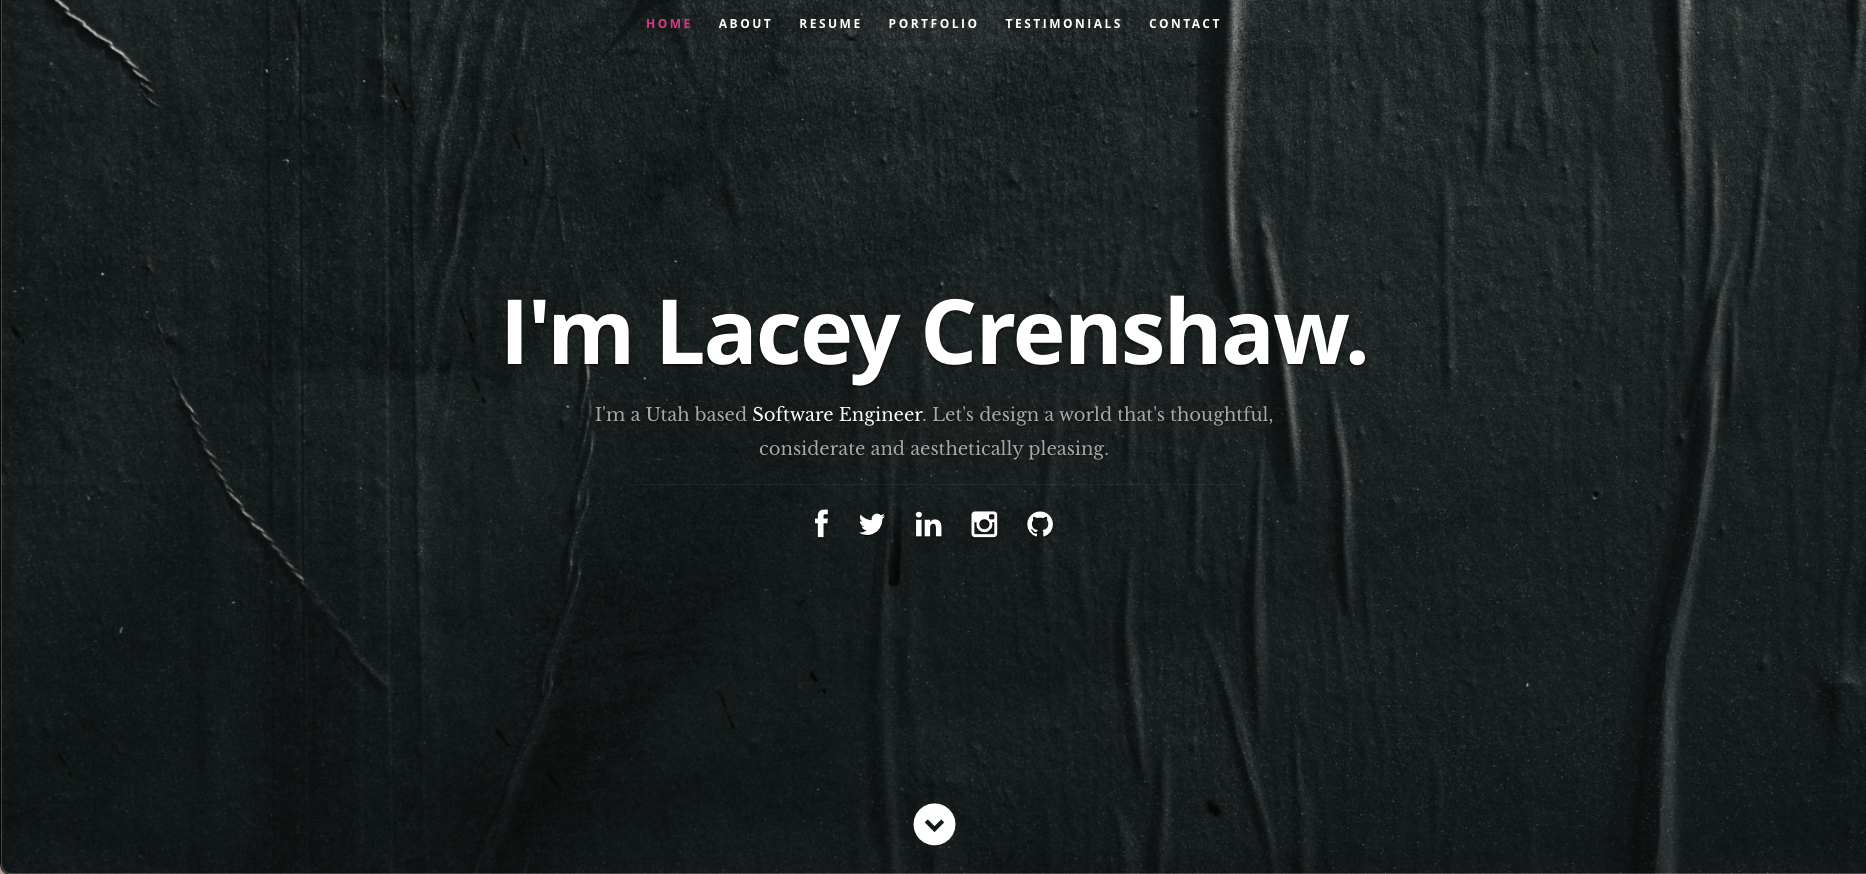 HOME ABOUT RESUME PORTFOLIO TESTIMONIALS CONTACT
I'm Lacey Crenshaw.
I'm a Utah based Software Engineer. Let's design a world that's thoughtful,
considerate and aesthetically pleasing.